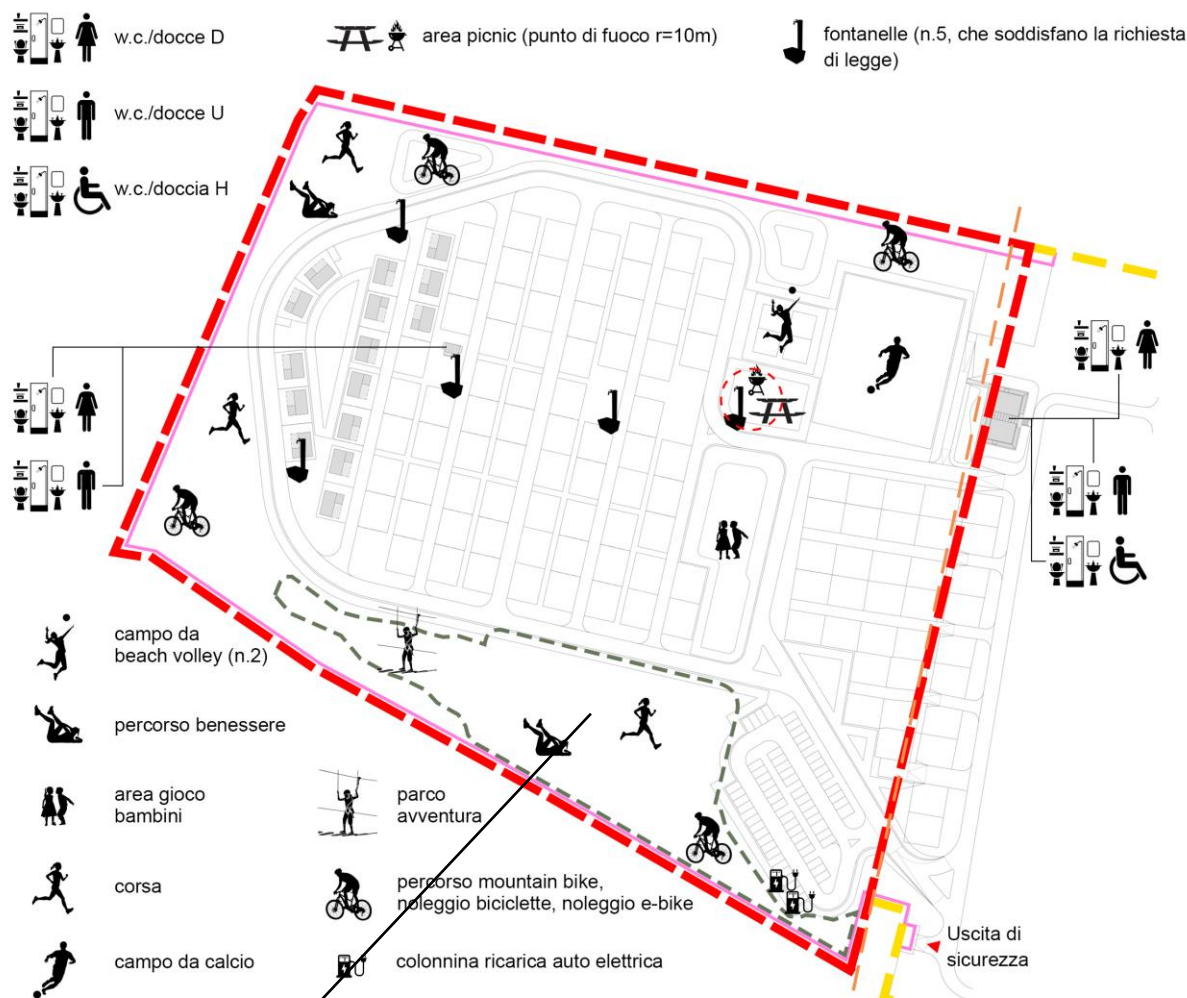 w.c./docce D
area picnic (punto di fuoco r=10m)
fontanelle (n.5, che soddisfano la richiesta
di legge)
w.c./docce U
w.c./doccia H
campo da
beach volley (n.2)
percorso benessere
area gioco
bambini
parco
avventura
corsa
percorso mountain bike,
noleggio biciclette, noleggio e-bike
campo da calcio
colonnina ricarica auto elettrica
Uscita di
sicurezza